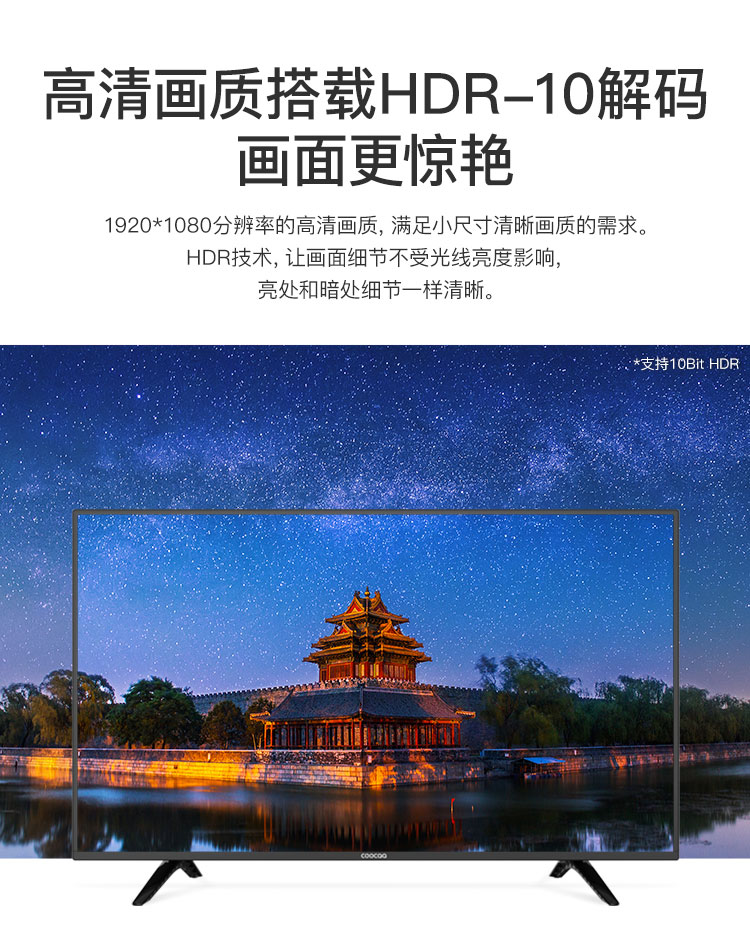 高清画质搭载HDR-10解码
画面更惊艳
1920*1080分辨率的高清画质, 满足小尺寸清晰画质的需求。
HDR技术, 让画面细节不受光线亮度影响,
亮处和暗处细节一样清晰。
*支持10Bit HDR
coocaa